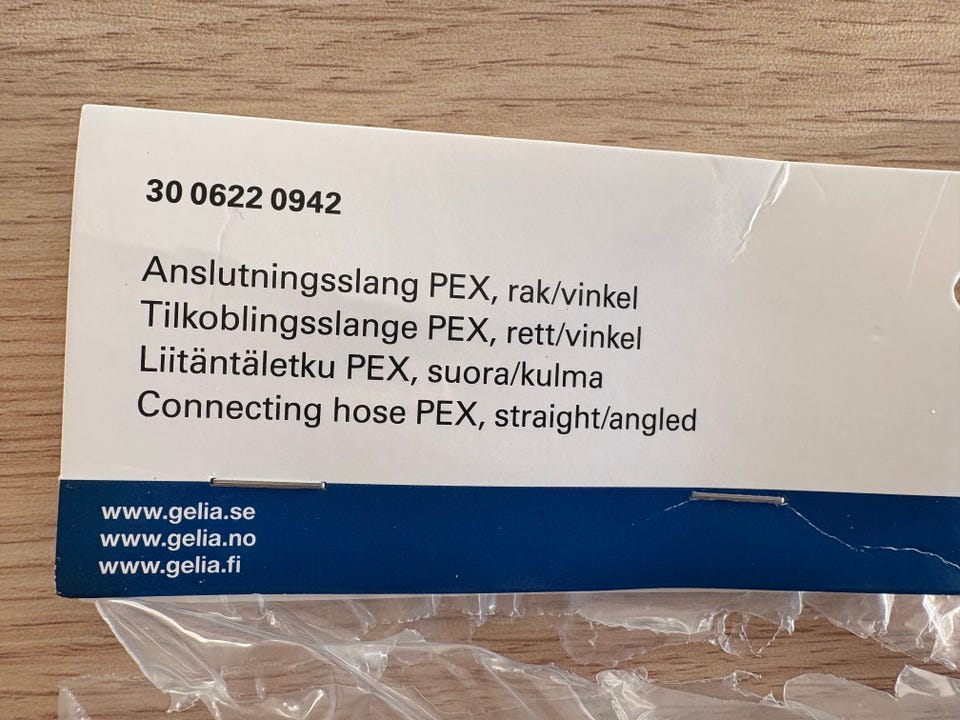 30 0622 0942
Anslutningsslang PEX, rak/vinkel
Tilkoblingsslange PEX, rett/vinkel
Liitäntäletku PEX, suora/kulma
Connecting hose PEX, straight/angled
www.gelia.se
www.gelia.no
www.gelia.fi